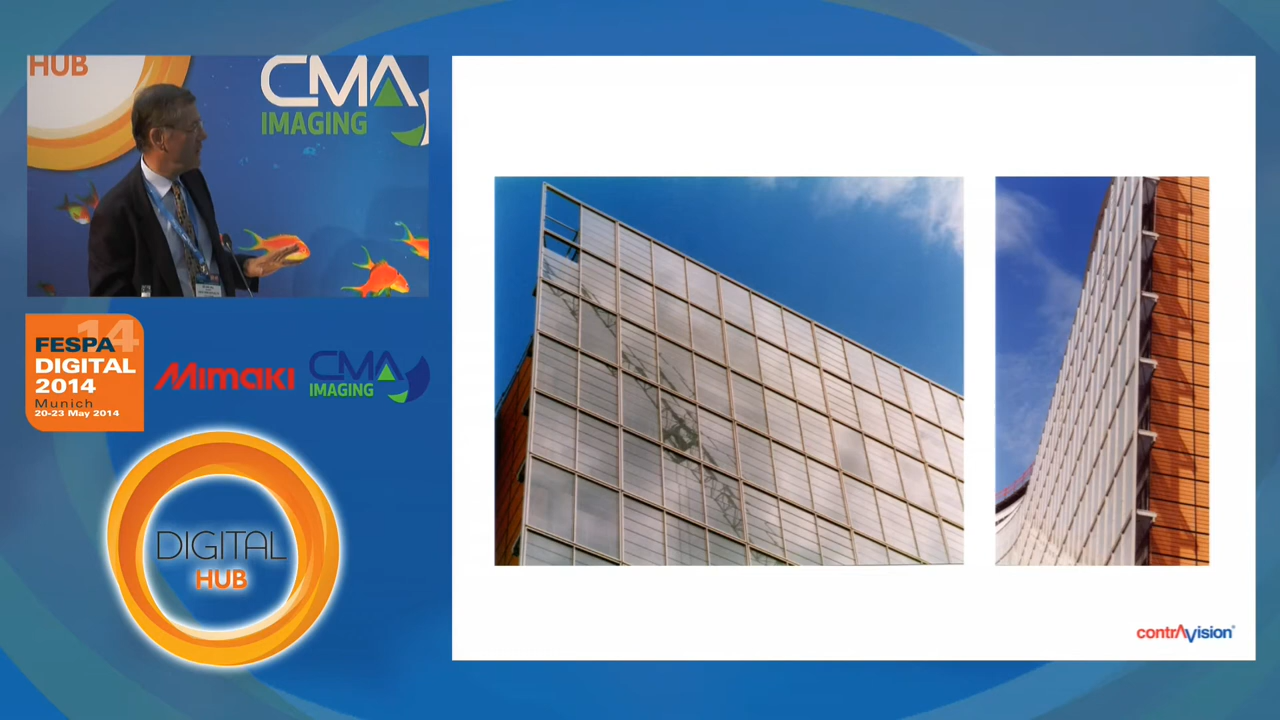 HUB
CMA
IMAGING
14
FESPA
DIGITAL
2014
Munich
20-23 May 2014
Mimaki
CMA
IMAGING
DIGITAL
HUB
contrAvision®